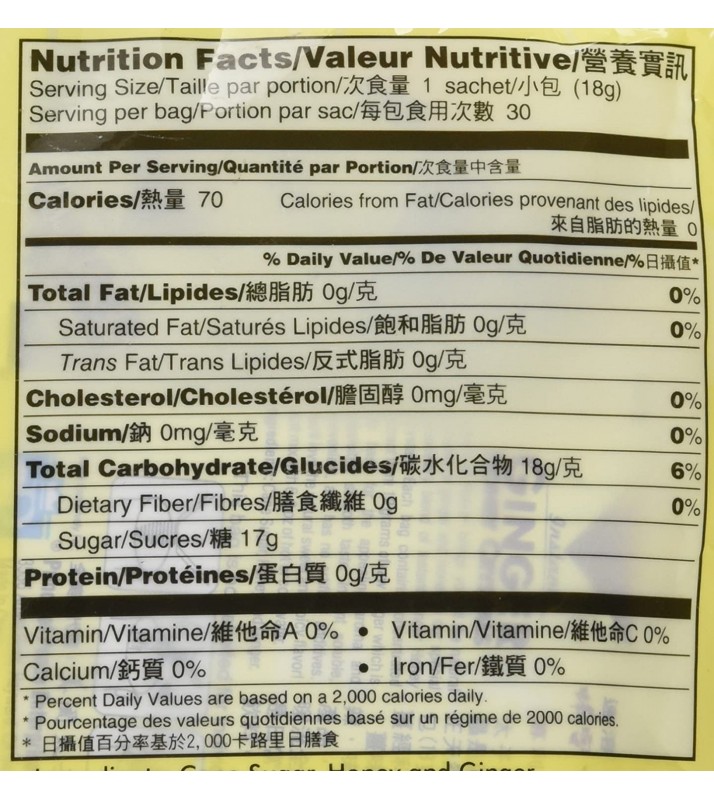 Nutrition Facts/Valeur Nutritive/營養實訊
Serving Size/Taille par portion/次食量 1 sachet/小包 (18g)
Serving per bag/Portion par sac/每包食用次數 30
Amount Per Serving/Quantité par Portion/次食量中含量
Calories/熱量 70 Calories from Fat/Calories provenant des lipides/
來自脂肪的熱量 0
% Daily Value/% De Valeur Quotidienne/%日攝值*
Total Fat/Lipides/總脂肪 0g/克 0%
Saturated Fat/Saturés Lipides/飽和脂肪 0g/克 0%
Trans Fat/Trans Lipides/反式脂肪 0g/克
Cholesterol/Cholestérol/膽固醇 0mg/毫克 0%
Sodium/鈉 0mg/毫克 0%
Total Carbohydrate/Glucides/碳水化合物 18g/克 6%
Dietary Fiber/Fibres/膳食纖維 0g 0%
Sugar/Sucres/糖 17g
Protein/Protéines/蛋白質 0g/克
Vitamin/Vitamine/維他命A 0% • Vitamin/Vitamine/維他命C 0%
Calcium/鈣質 0% • Iron/Fer/鐵質 0%
* Percent Daily Values are based on a 2,000 calories daily.
* Pourcentage des valeurs quotidiennes basé sur un régime de 2000 calories.
* 日攝值百分率基於2,000卡路里日膳食